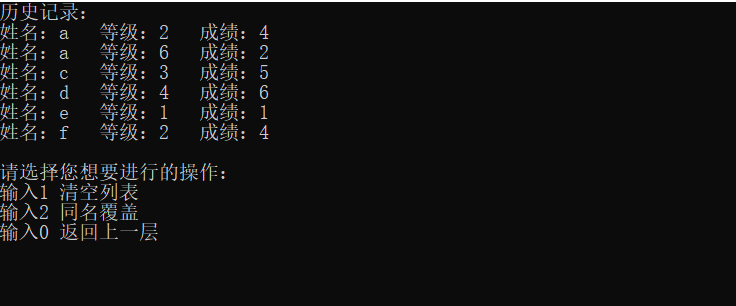 历史记录：
姓名：a 等级：2 成绩：4
姓名：a 等级：6 成绩：2
姓名：c 等级：3 成绩：5
姓名：d 等级：4 成绩：6
姓名：e 等级：1 成绩：1
姓名：f 等级：2 成绩：4
请选择您想要进行的操作：
输入1 清空列表
输入2 同名覆盖
输入0 返回上一层